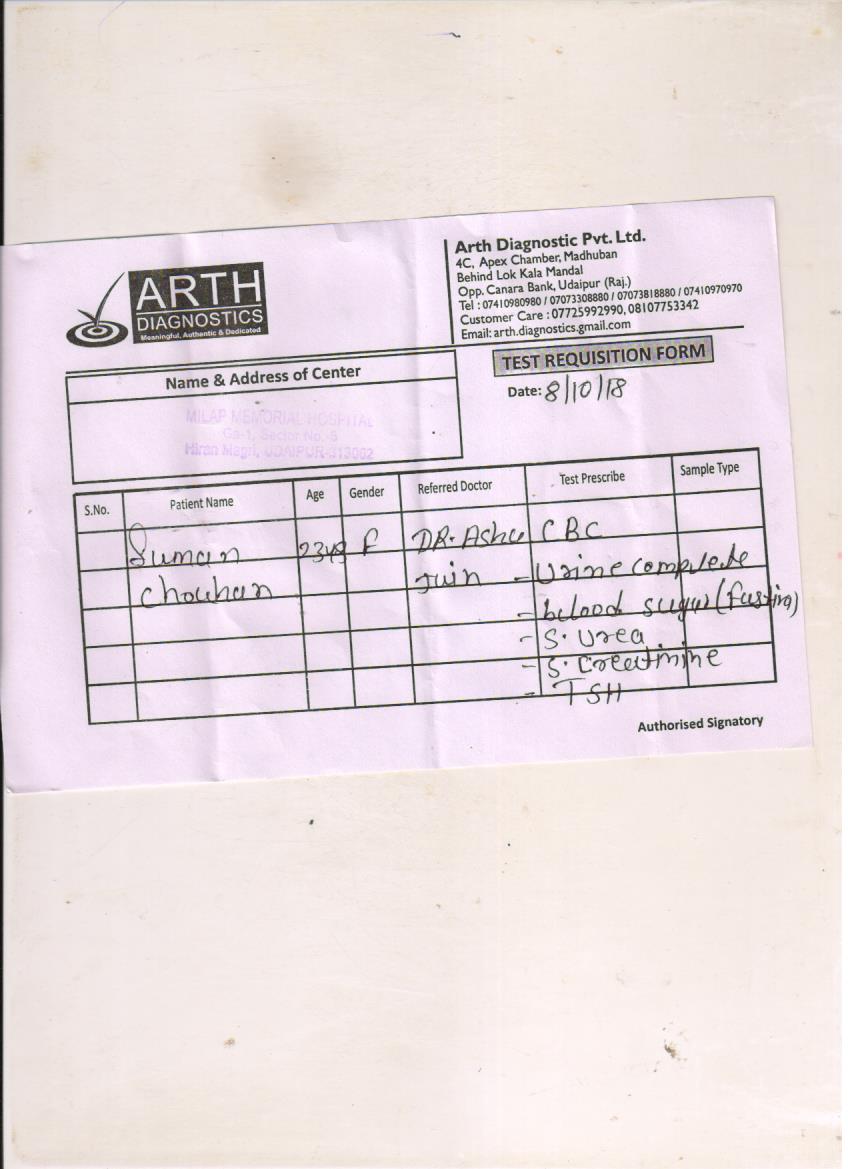 ARTH
DIAGNOSTICS
Meaningful, Authentic & Dedicated
Arth Diagnostic Pvt. Ltd.
4C, Apex Chamber, Madhuban
Behind Lok Kala Mandal
Opp. Canara Bank, Udaipur (Raj.)
Tel : 07410980980 / 07073308880 / 07073818880 / 07410970970
Customer Care : 07725992990, 08107753342
Email: arth.diagnostics.gmail.com
TEST REQUISITION FORM
Date: 8/10/18
Name & Address of Center
MILAP MEMORIAL HOSPITAL
Ga-1, Sector No.-5
Hiran Magri, UDAIPUR-313002
S.No. Patient Name Age Gender Referred Doctor Test Prescribe Sample Type
Suman F DR. Ashu CBC
Chouhan Jain - Urine complete
- blood sugar (fasting)
- S. Urea
- S. Creatinine
- TSH
Authorised Signatory